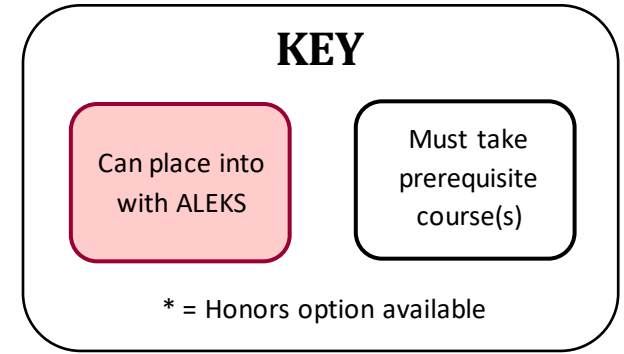 KEY
Can place into
with ALEKS
Must take
prerequisite
course(s)
* = Honors option available